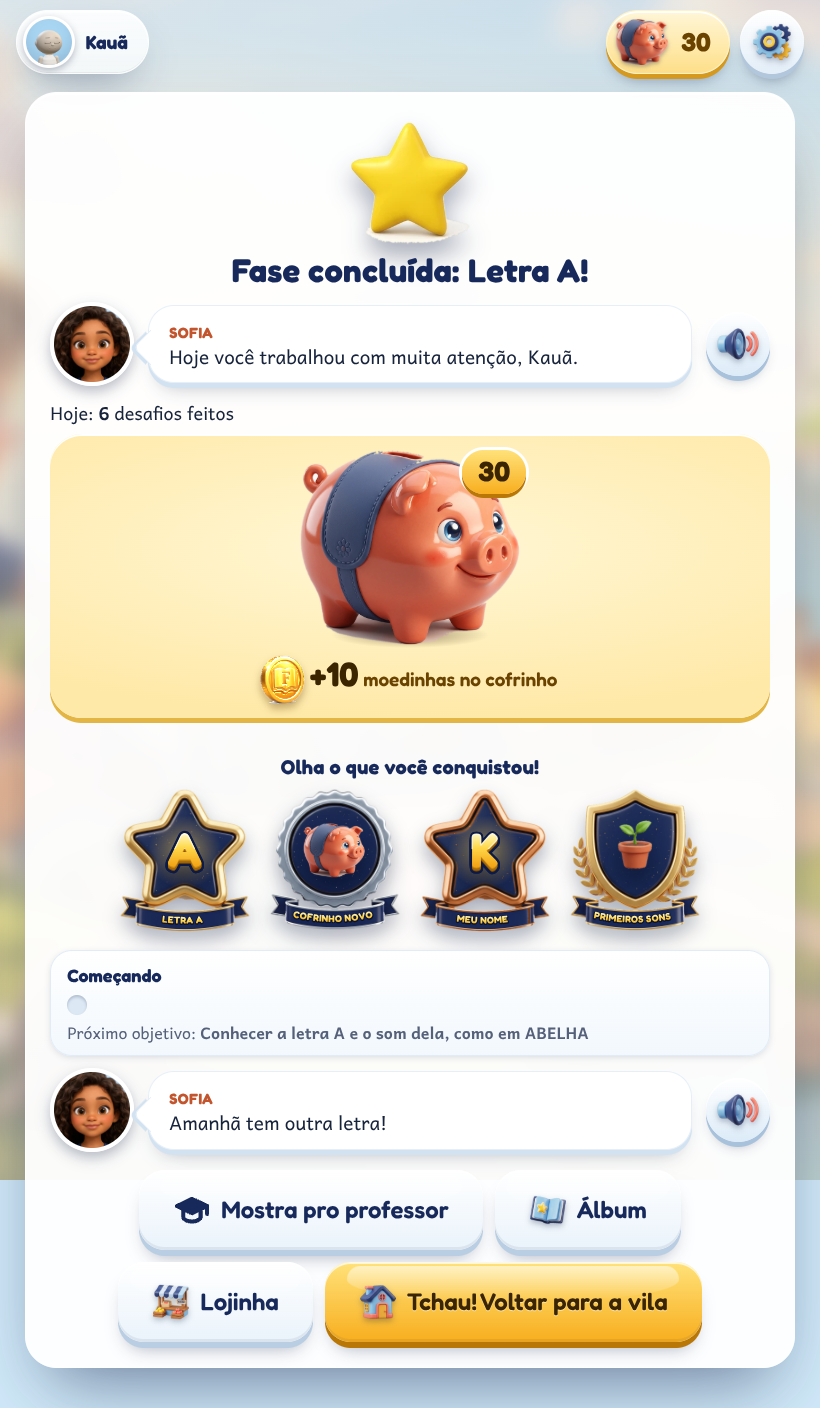 Kauã
30
Fase concluída: Letra A!
SOFIA
Hoje você trabalhou com muita atenção, Kauã.
Hoje: 6 desafios feitos
30
F
+10 moedinhas no cofrinho
Olha o que você conquistou!
A
LETRA A
COFRINHO NOVO
K
MEU NOME
PRIMEIROS SONS
Começando
Próximo objetivo: Conhecer a letra A e o som dela, como em ABELHA
SOFIA
Amanhã tem outra letra!
Mostra pro professor
Álbum
Lojinha
Tchau! Voltar para a vila